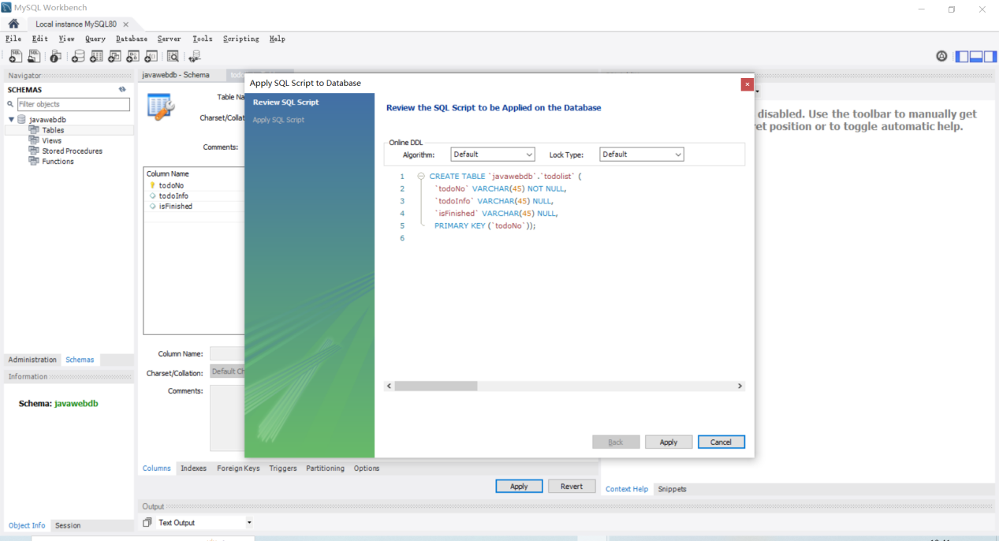 MySQL Workbench
Local instance MySQL80
File Edit View Query Database Server Tools Scripting Help
Navigator
SCHEMAS
Filter objects
javawebdb
Tables
Views
Stored Procedures
Functions
Administration Schemas
Information
Schema: javawebdb
Object Info Session
javawebdb - Schema
Table Na
Charset/Collat
Comments:
Column Name
todoNo
todoInfo
isFinished
Column Name:
Charset/Collation: Default Ch
Comments:
Columns Indexes Foreign Keys Triggers Partitioning Options
Apply Revert
Output
Text Output
Apply SQL Script to Database
Review SQL Script
Apply SQL Script
Review the SQL Script to be Applied on the Database
Online DDL
Algorithm: Default Lock Type: Default
1 CREATE TABLE `javawebdb`.`todolist` (
2 `todoNo` VARCHAR(45) NOT NULL,
3 `todoInfo` VARCHAR(45) NULL,
4 `isFinished` VARCHAR(45) NULL,
5 PRIMARY KEY (`todoNo`));
6
Back Apply Cancel
disabled. Use the toolbar to manually get
et position or to toggle automatic help.
Context Help Snippets